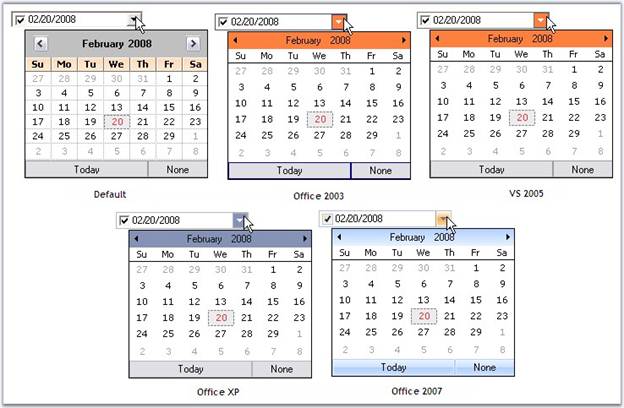 02/20/2008
February 2008
Su Mo Tu We Th Fr Sa
27 28 29 30 31 1 2
3 4 5 6 7 8 9
10 11 12 13 14 15 16
17 18 19 20 21 22 23
24 25 26 27 28 29 1
2 3 4 5 6 7 8
Today None
Default
02/20/2008
February 2008
Su Mo Tu We Th Fr Sa
27 28 29 30 31 1 2
3 4 5 6 7 8 9
10 11 12 13 14 15 16
17 18 19 20 21 22 23
24 25 26 27 28 29 1
2 3 4 5 6 7 8
Today None
Office 2003
02/20/2008
February 2008
Su Mo Tu We Th Fr Sa
27 28 29 30 31 1 2
3 4 5 6 7 8 9
10 11 12 13 14 15 16
17 18 19 20 21 22 23
24 25 26 27 28 29 1
2 3 4 5 6 7 8
Today None
VS 2005
02/20/2008
February 2008
Su Mo Tu We Th Fr Sa
27 28 29 30 31 1 2
3 4 5 6 7 8 9
10 11 12 13 14 15 16
17 18 19 20 21 22 23
24 25 26 27 28 29 1
2 3 4 5 6 7 8
Today None
Office XP
02/20/2008
February 2008
Su Mo Tu We Th Fr Sa
27 28 29 30 31 1 2
3 4 5 6 7 8 9
10 11 12 13 14 15 16
17 18 19 20 21 22 23
24 25 26 27 28 29 1
2 3 4 5 6 7 8
Today None
Office 2007